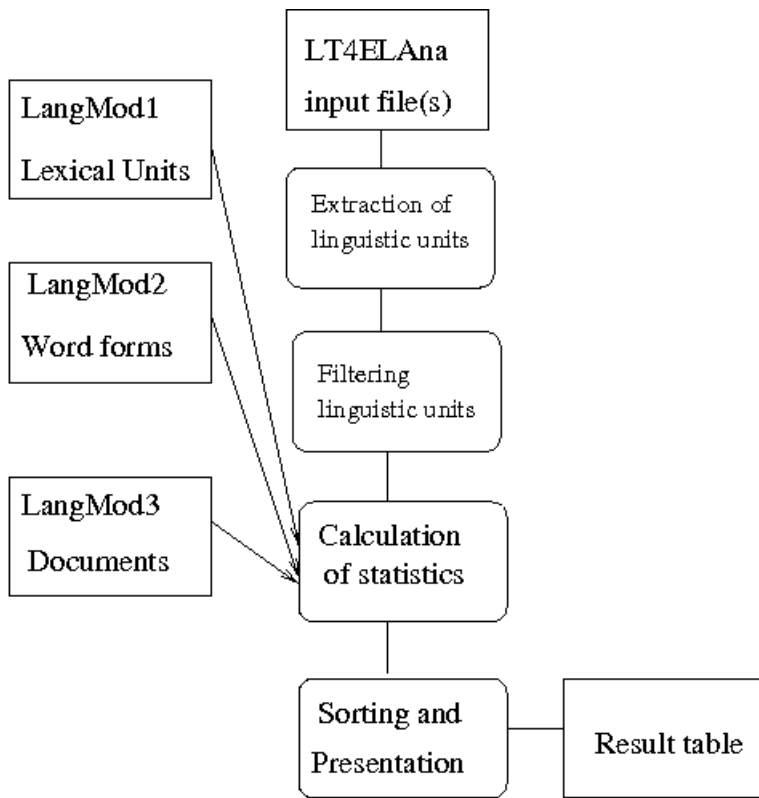 LT4ELAna
input file(s)
LangMod1
Lexical Units
Extraction of
linguistic units
LangMod2
Word forms
Filtering
linguistic units
LangMod3
Documents
Calculation
of statistics
Sorting and
Presentation
Result table